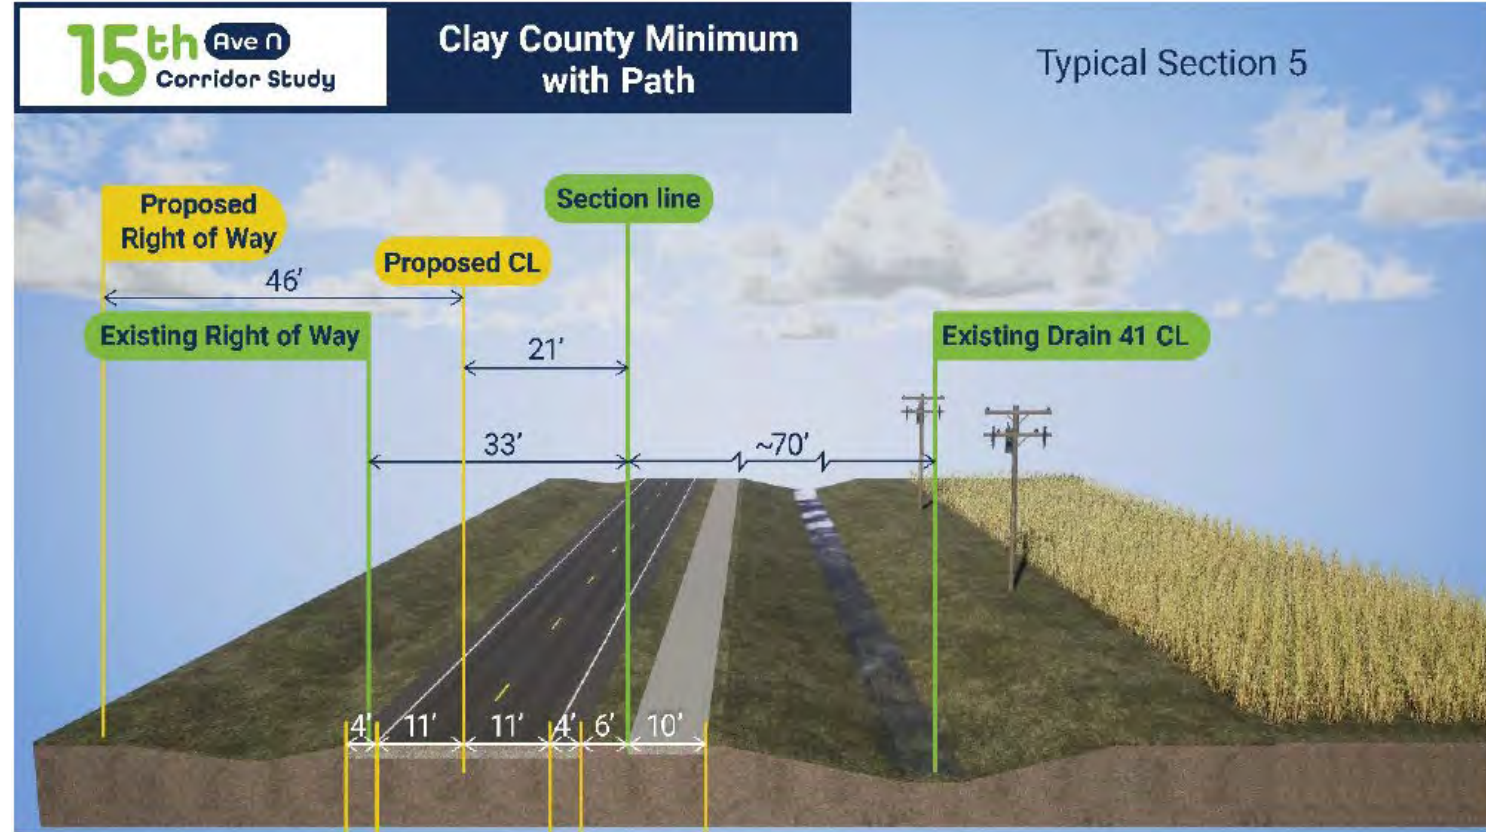 15th Ave N
Corridor Study
Clay County Minimum
with Path
Typical Section 5
Section line
Proposed
Right of Way
Proposed CL
46’
Existing Right of Way
Existing Drain 41 CL
21’
33’
~70’
4’ 11’ 11’ 4’ 6’ 10’